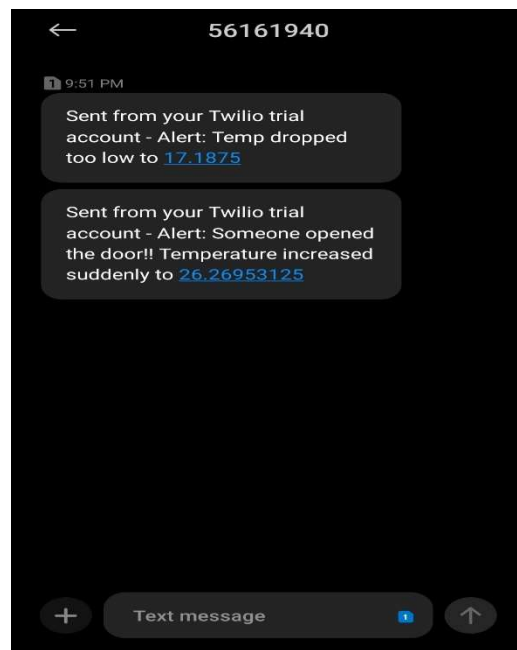 56161940
1 9:51 PM
Sent from your Twilio trial
account - Alert: Temp dropped
too low to 17.1875
Sent from your Twilio trial
account - Alert: Someone opened
the door!! Temperature increased
suddenly to 26.26953125
Text message
1